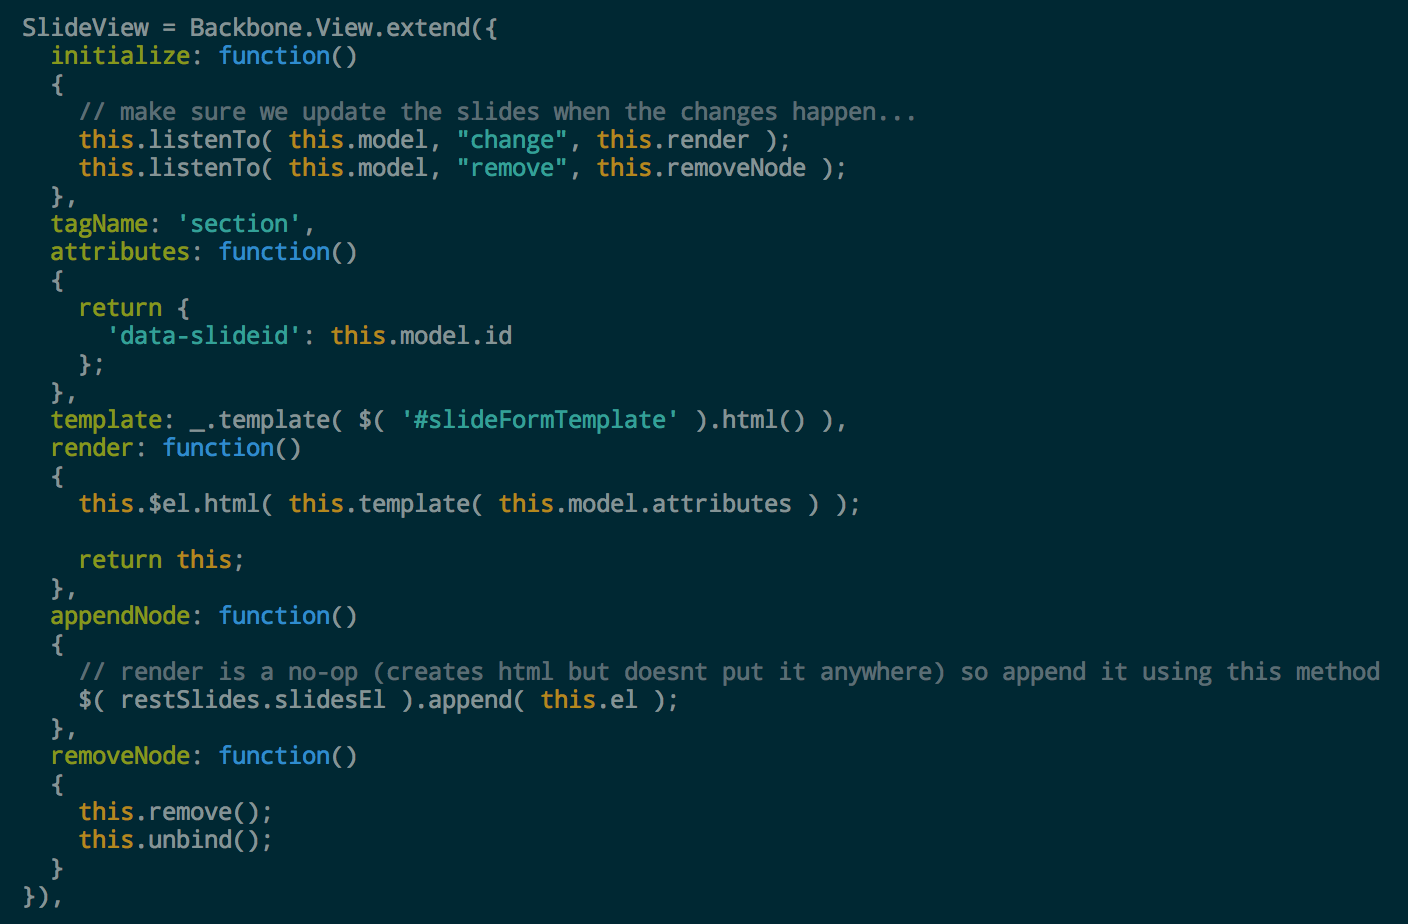 SlideView = Backbone.View.extend({
  initialize: function()
  {
    // make sure we update the slides when the changes happen...
    this.listenTo( this.model, "change", this.render );
    this.listenTo( this.model, "remove", this.removeNode );
  },
  tagName: 'section',
  attributes: function()
  {
    return {
      'data-slideid': this.model.id
    };
  },
  template: _.template( $( '#slideFormTemplate' ).html() ),
  render: function()
  {
    this.$el.html( this.template( this.model.attributes ) );

    return this;
  },
  appendNode: function()
  {
    // render is a no-op (creates html but doesnt put it anywhere) so append it using this method
    $( restSlides.slidesEl ).append( this.el );
  },
  removeNode: function()
  {
    this.remove();
    this.unbind();
  }
}),